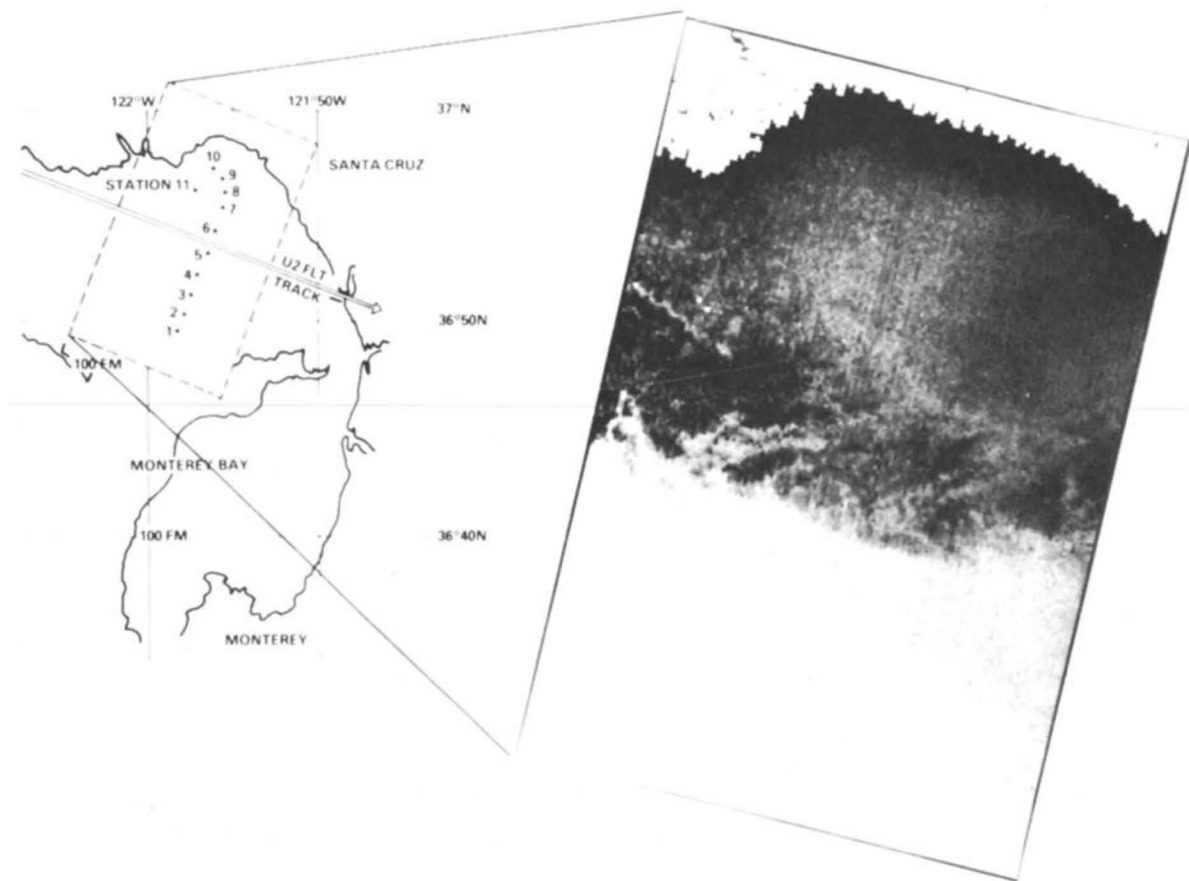 122°W
121°50W
37°N
SANTA CRUZ
10
9
STATION 11
8
7
6
5
U2 FLT
TRACK
4
3
2
36°50N
1
100 FM
MONTEREY BAY
100 FM
36°40N
MONTEREY